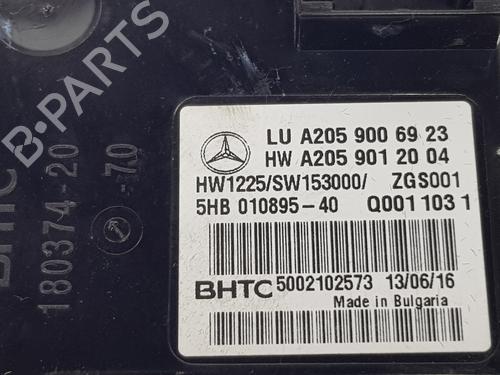 B-PARTS
LU A205 900 69 23
HW A205 901 20 04
HW1225/SW153000/ ZGS001
5HB 010895-40 Q001 103 1
BHTC 5002102573 13/06/16
Made in Bulgaria
BHTC
180374-20
-70